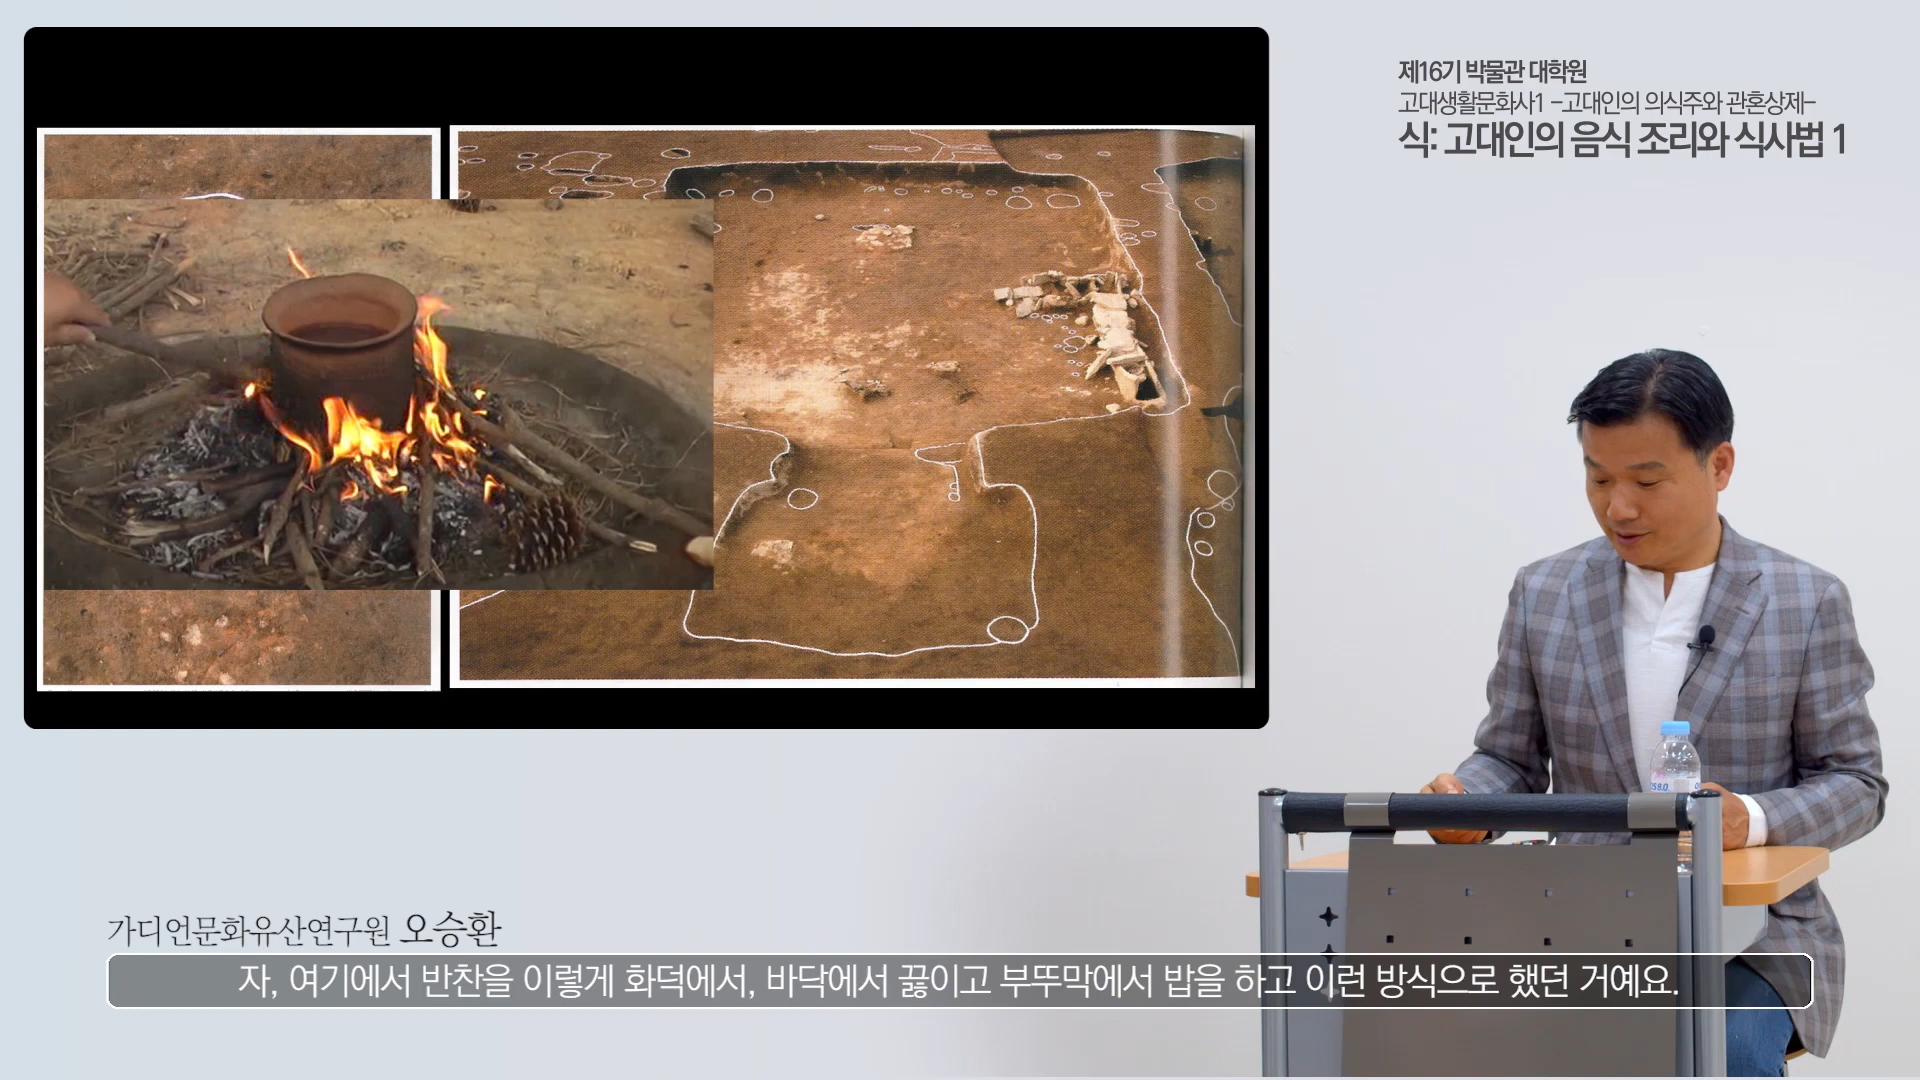 제16기 박물관 대학원
고대생활문화사1 -고대인의 의식주와 관혼상제-
식: 고대인의 음식 조리와 식사법 1
가디언문화유산연구원 오승환
자, 여기에서 반찬을 이렇게 화덕에서, 바닥에서 끓이고 부뚜막에서 밥을 하고 이런 방식으로 했던 거예요.